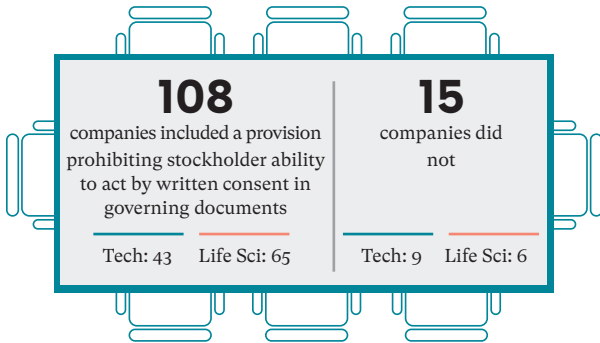 108
companies included a provision
prohibiting stockholder ability
to act by written consent in
governing documents
Tech: 43
Life Sci: 65
15
companies did
not
Tech: 9
Life Sci: 6